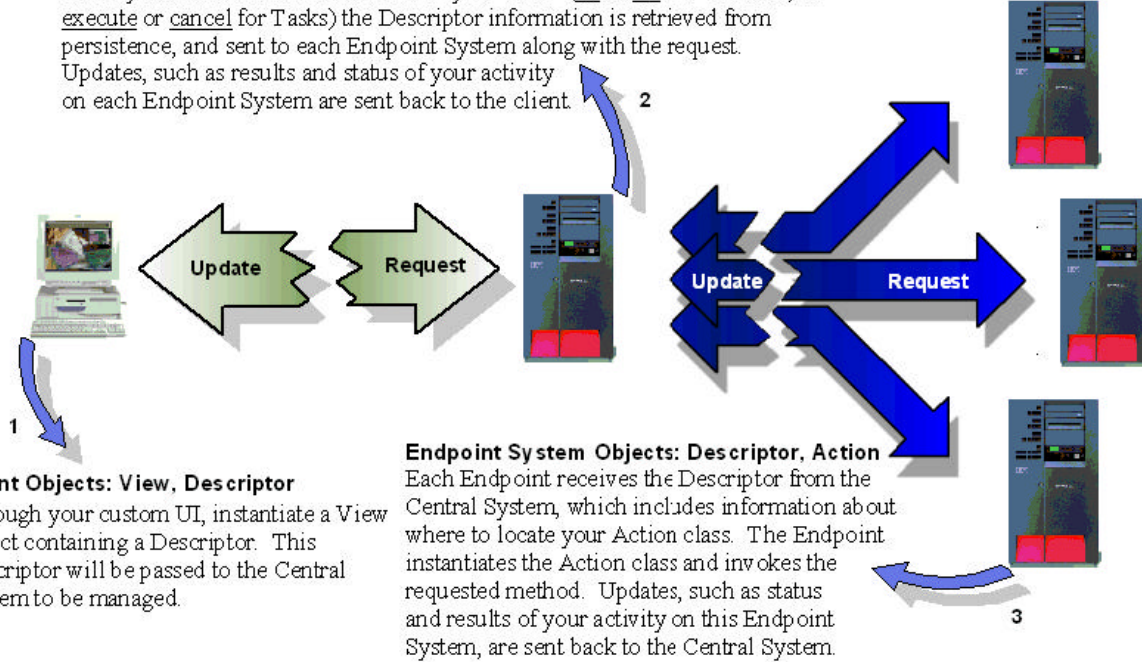 execute or cancel for Tasks) the Descriptor information is retrieved from
persistence, and sent to each Endpoint System along with the request.
Updates, such as results and status of your activity
on each Endpoint System are sent back to the client.
2
Update
Request
Update
Request
1
nt Objects: View, Descriptor
ough your custom UI, instantiate a View
ct containing a Descriptor. This
criptor will be passed to the Central
em to be managed.
Endpoint System Objects: Descriptor, Action
Each Endpoint receives the Descriptor from the
Central System, which includes information about
where to locate your Action class. The Endpoint
instantiates the Action class and invokes the
requested method. Updates, such as status
and results of your activity on this Endpoint
System, are sent back to the Central System.
3